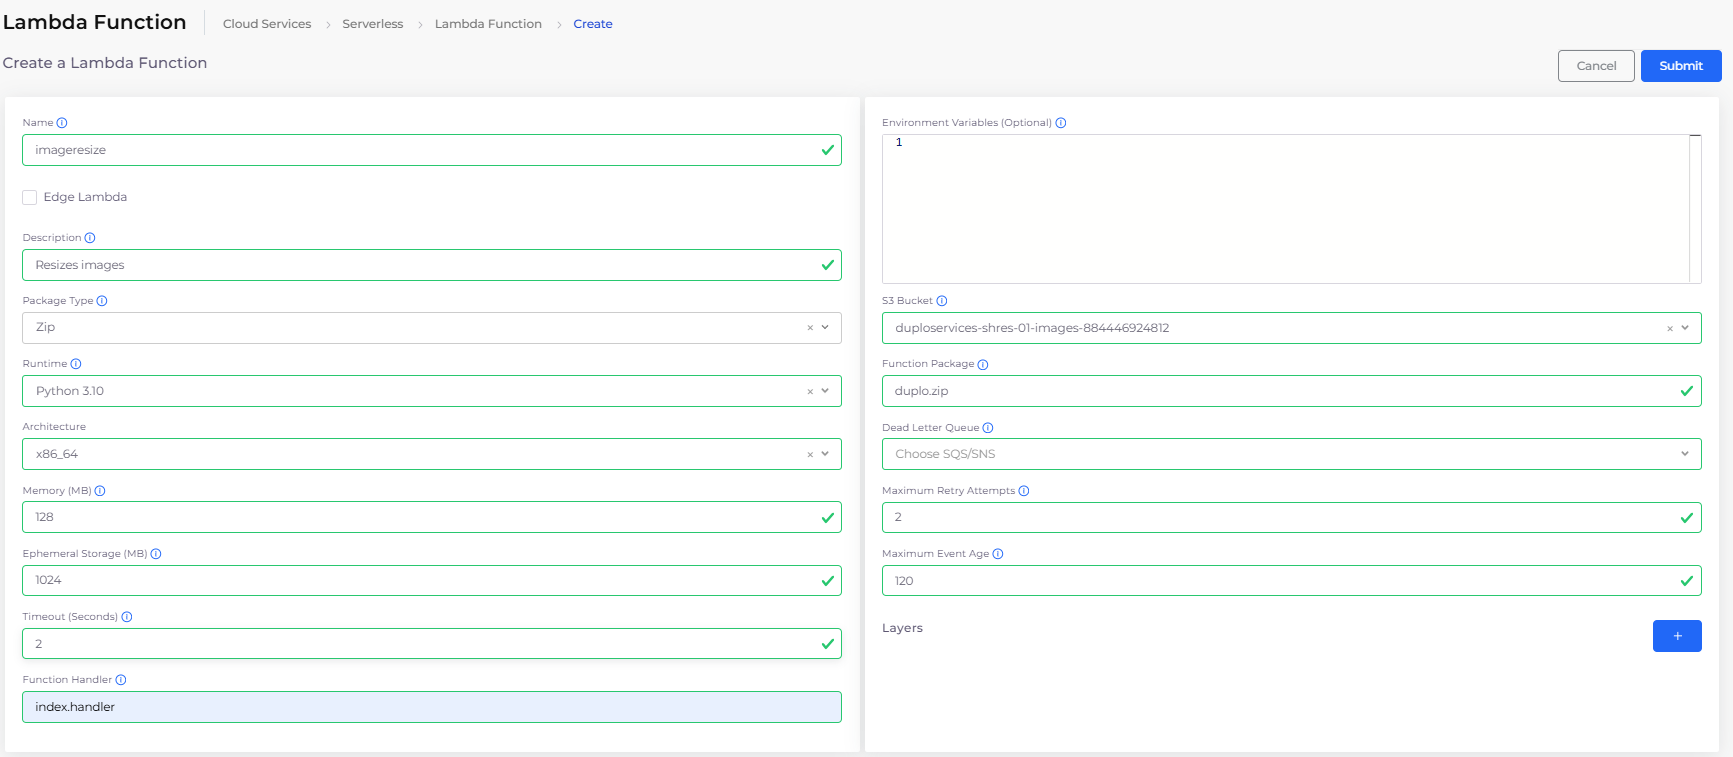 Lambda Function
Cloud Services > Serverless > Lambda Function > Create
Create a Lambda Function
Cancel
Submit
Name
imageresize
Edge Lambda
Description
Resizes images
Package Type
Zip
Runtime
Python 3.10
Architecture
x86_64
Memory (MB)
128
Ephemeral Storage (MB)
1024
Timeout (Seconds)
2
Function Handler
index.handler
Environment Variables (Optional)
1
S3 Bucket
duploservices-shres-01-images-884446924812
Function Package
duplo.zip
Dead Letter Queue
Choose SQS/SNS
Maximum Retry Attempts
2
Maximum Event Age
120
Layers
+